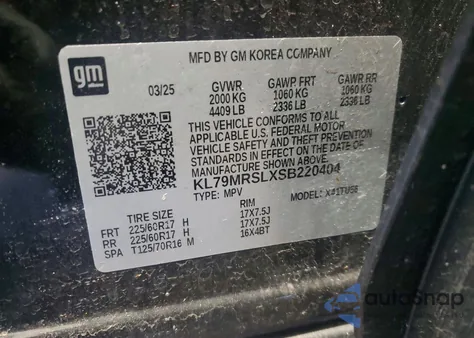 gm
MFD BY GM KOREA COMPANY
03/25 GVWR GAWP FRT GAWR RR
2000 KG 1060 KG 1060 KG
4409 LB 2336 LB 2336 LB
THIS VEHICLE CONFORMS TO ALL
APPLICABLE U.S. FEDERAL MOTOR
VEHICLE SAFETY AND THEFT PREVENTION
STANDARDS IN EFFECT ON THE DATE OF
MANUFACTURE SHOWN ABOVE.
KL79MRSLXSB220404
TYPE: MPV
TIRE SIZE RIM
FRT 225/60R17 H 17X7.5J
RR 225/60R17 H 17X7.5J
SPA T125/70R16 M 16X4BT
autoSnap